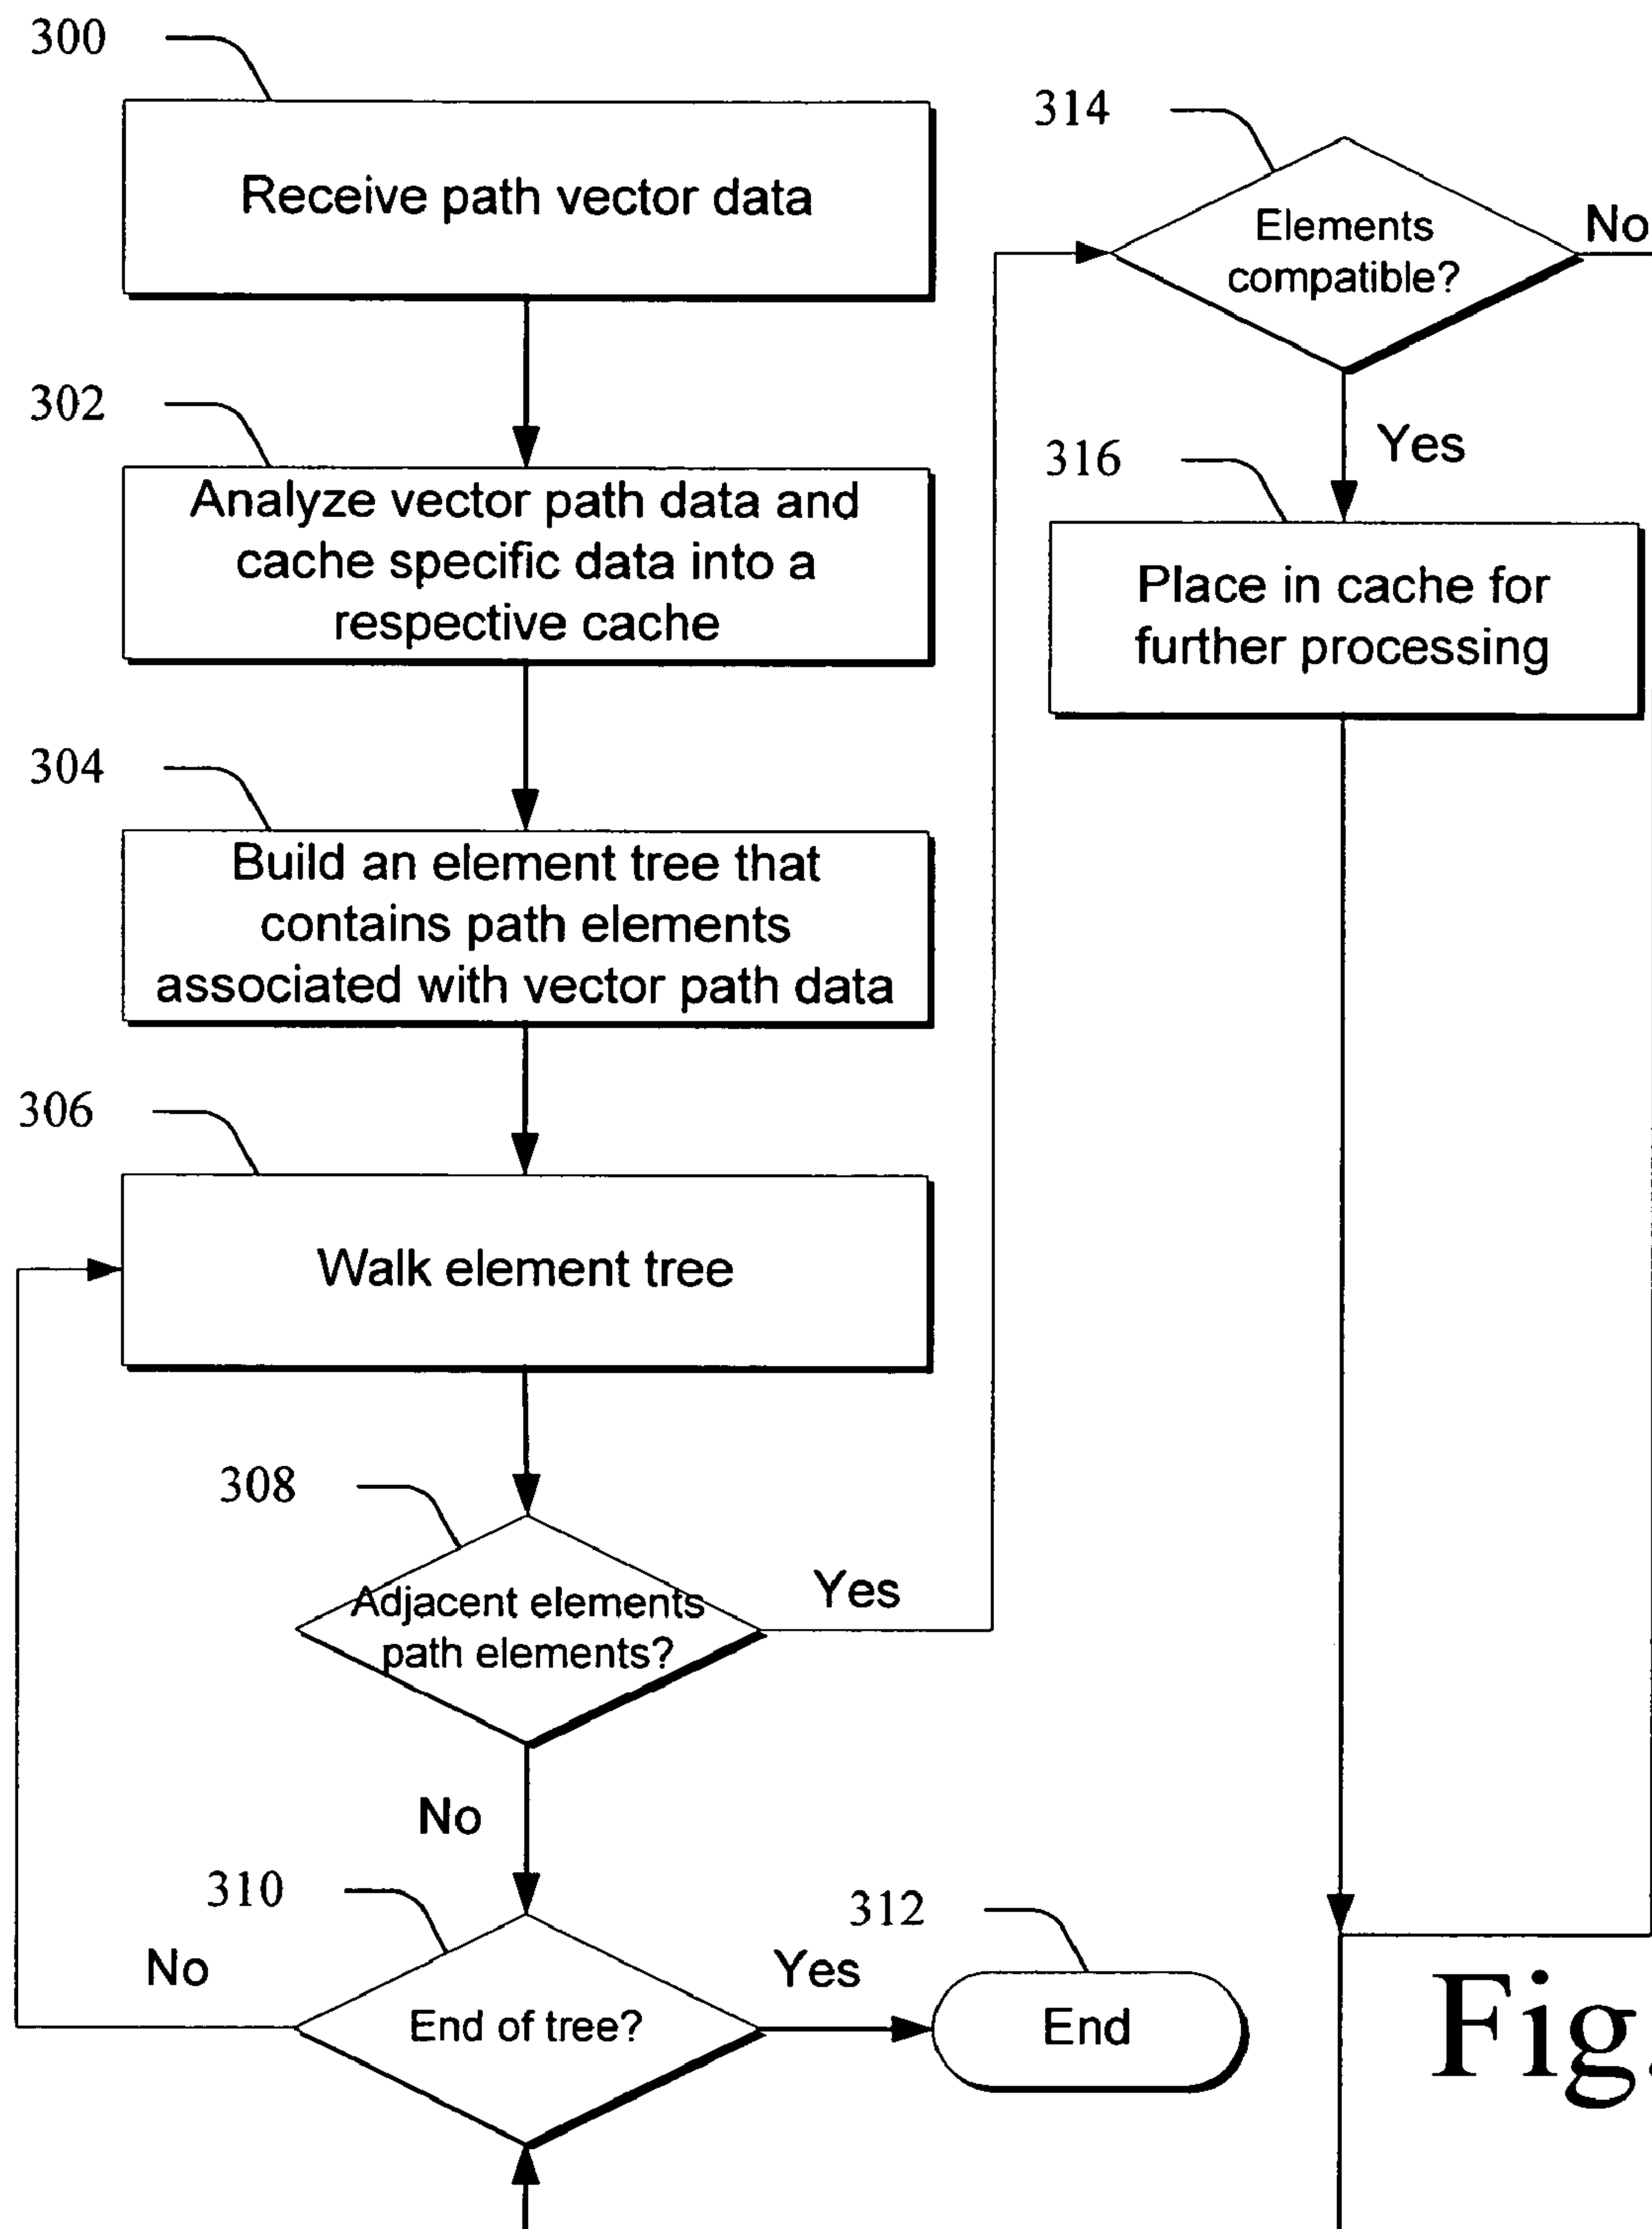 300
Receive path vector data
302
Analyze vector path data and
cache specific data into a
respective cache
304
Build an element tree that
contains path elements
associated with vector path data
306
Walk element tree
308
Adjacent elements
path elements?
Yes
No
310
End of tree?
No
Yes
312
End
314
Elements
compatible?
No
Yes
316
Place in cache for
further processing
Fig.